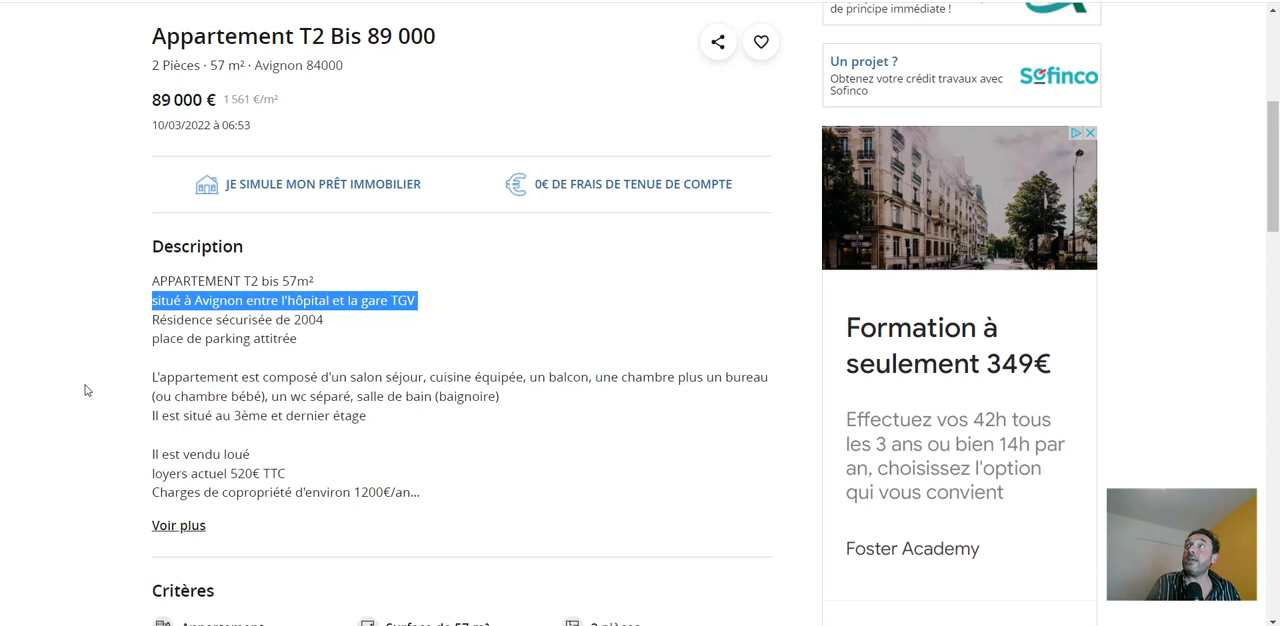 Appartement T2 Bis 89 000
2 Pièces · 57 m² · Avignon 84000
89 000 € 1 561 €/m²
10/03/2022 à 06:53
JE SIMULE MON PRÊT IMMOBILIER
0€ DE FRAIS DE TENUE DE COMPTE
Description
APPARTEMENT T2 bis 57m²
situé à Avignon entre l'hôpital et la gare TGV
Résidence sécurisée de 2004
place de parking attitrée
L'appartement est composé d'un salon séjour, cuisine équipée, un balcon, une chambre plus un bureau
(ou chambre bébé), un wc séparé, salle de bain (baignoire)
Il est situé au 3ème et dernier étage
Il est vendu loué
loyers actuel 520€ TTC
Charges de copropriété d'environ 1200€/an...
Voir plus
Critères
Appartement
Surface de 57 m²
2 pièces
de principe immédiate !
Un projet ?
Obtenez votre crédit travaux avec
Sofinco
Sofinco
Formation à
seulement 349€
Effectuez vos 42h tous
les 3 ans ou bien 14h par
an, choisissez l'option
qui vous convient
Foster Academy